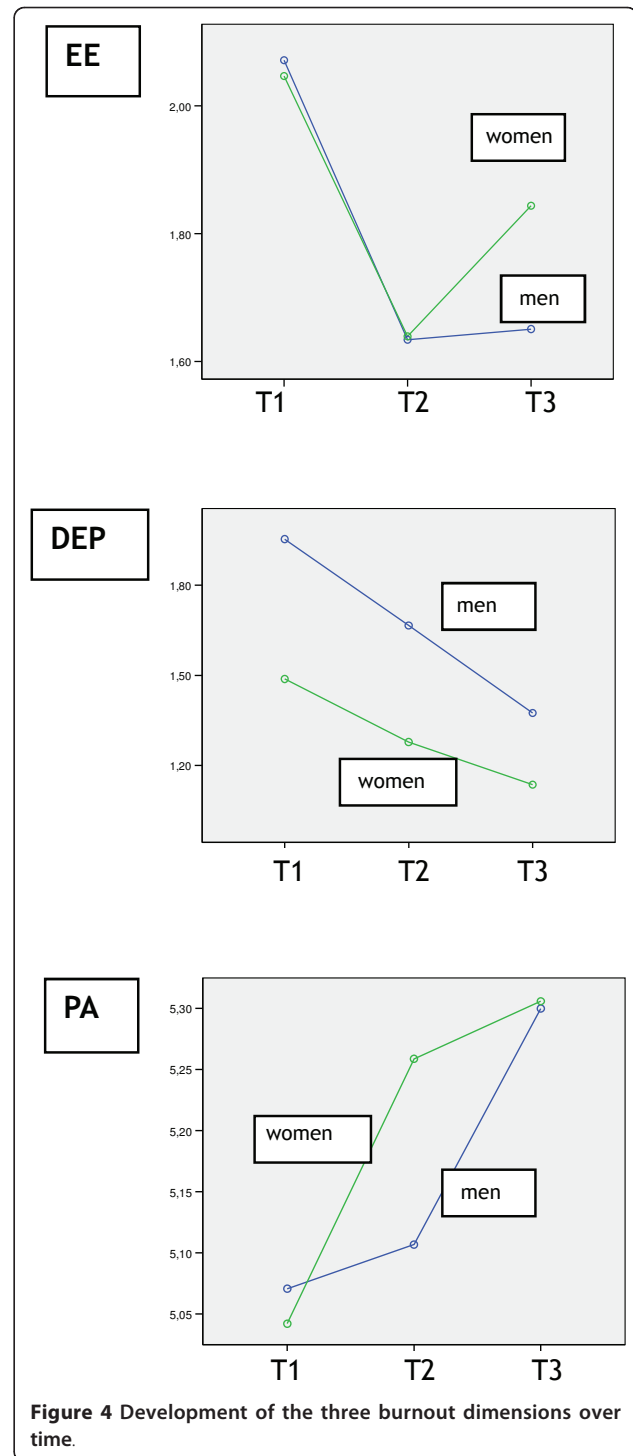 EE
2,00
women
1,80
men
1,60
T1 T2 T3
DEP
1,80
men
1,50
1,20
women
T1 T2 T3
PA
5,30
5,25
5,20
women
5,15
men
5,10
5,05
T1 T2 T3
Figure 4 Development of the three burnout dimensions over
time.